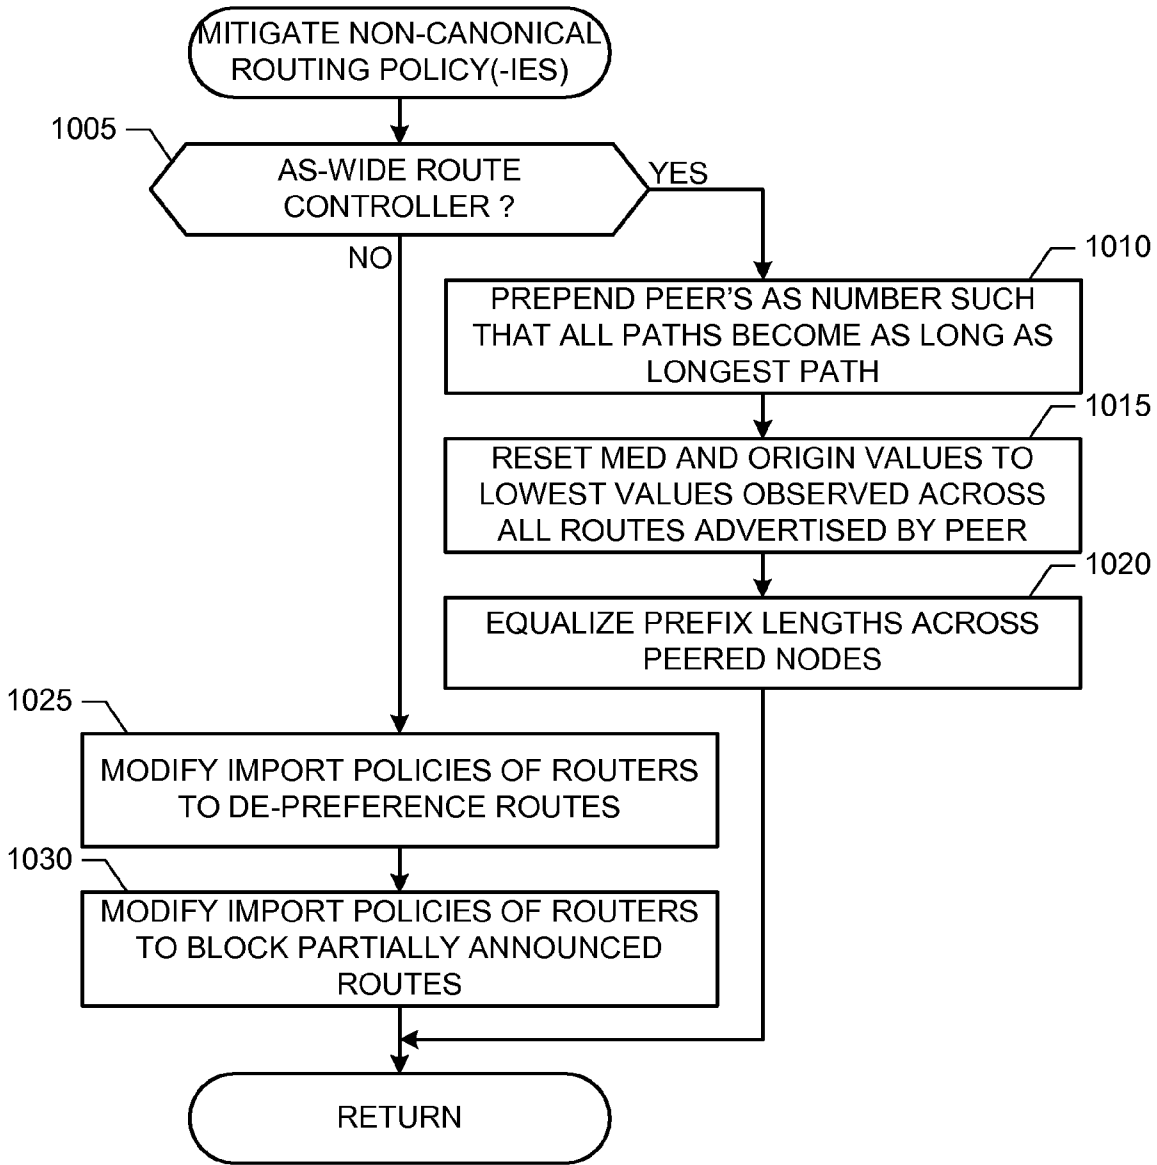 MITIGATE NON-CANONICAL
ROUTING POLICY(-IES)
1005
AS-WIDE ROUTE
CONTROLLER ?
YES
NO
1010
PREPEND PEER'S AS NUMBER SUCH
THAT ALL PATHS BECOME AS LONG AS
LONGEST PATH
1015
RESET MED AND ORIGIN VALUES TO
LOWEST VALUES OBSERVED ACROSS
ALL ROUTES ADVERTISED BY PEER
1020
EQUALIZE PREFIX LENGTHS ACROSS
PEERED NODES
1025
MODIFY IMPORT POLICIES OF ROUTERS
TO DE-PREFERENCE ROUTES
1030
MODIFY IMPORT POLICIES OF ROUTERS
TO BLOCK PARTIALLY ANNOUNCED
ROUTES
RETURN